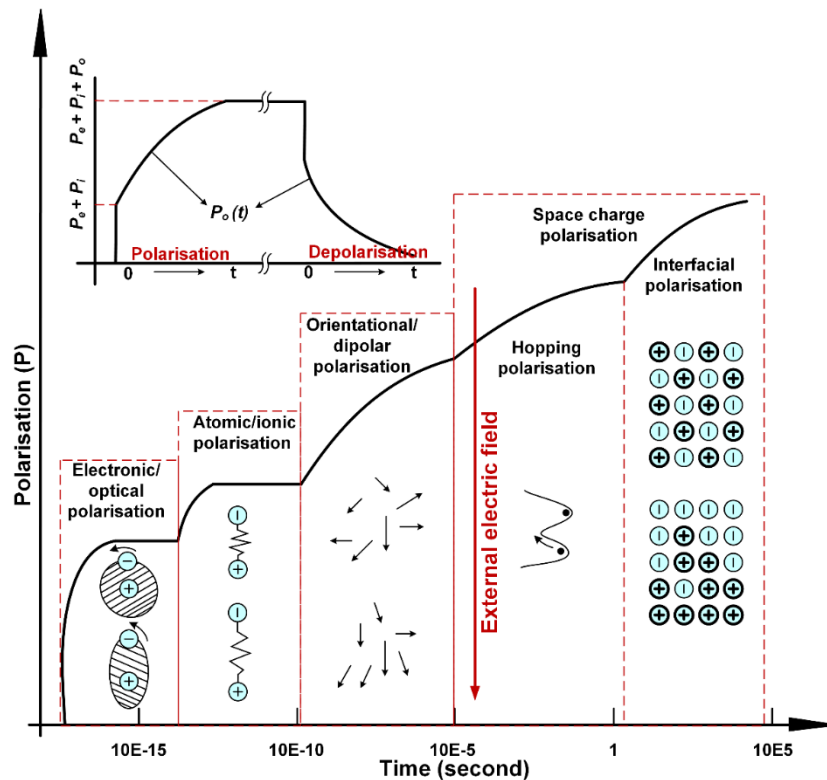 Polarisation (P)
Pₑ + Pᵢ + Pₒ
Pₑ + Pᵢ
Pₒ (t)
Polarisation
Depolarisation
0
t
0
t
Space charge
polarisation
Interfacial
polarisation
Orientational/
dipolar
polarisation
Hopping
polarisation
Atomic/ionic
polarisation
Electronic/
optical
polarisation
External electric field
10E-15
10E-10
10E-5
1
10E5
Time (second)